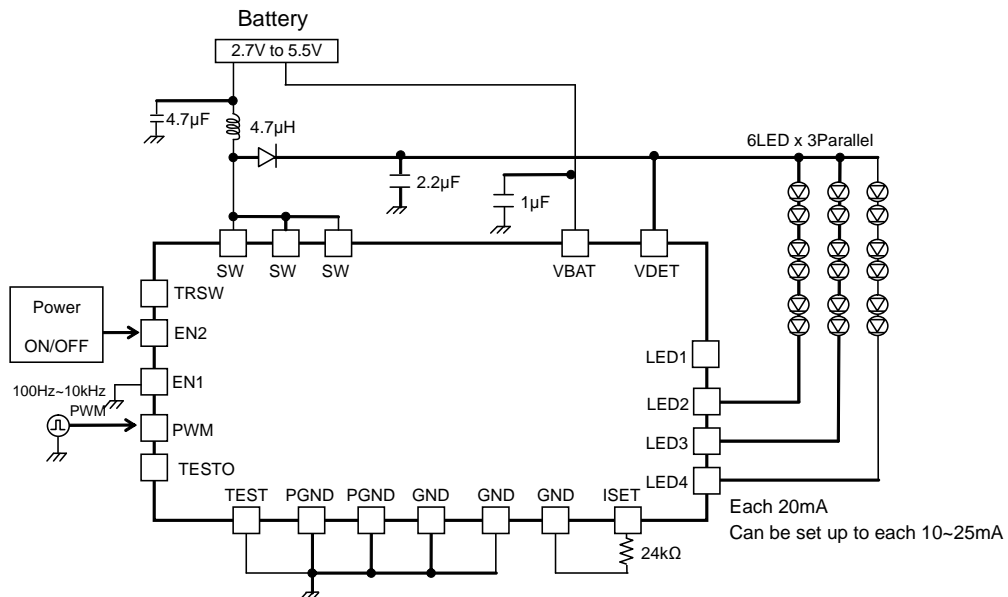 Battery
2.7V to 5.5V
4.7µF
4.7µH
6LED x 3Parallel
2.2µF
1µF
SW
SW
SW
VBAT
VDET
TRSW
Power
ON/OFF
EN2
EN1
100Hz~10kHz
PWM
PWM
TESTO
LED1
LED2
LED3
LED4
TEST
PGND
PGND
GND
GND
GND
ISET
24kΩ
Each 20mA
Can be set up to each 10~25mA